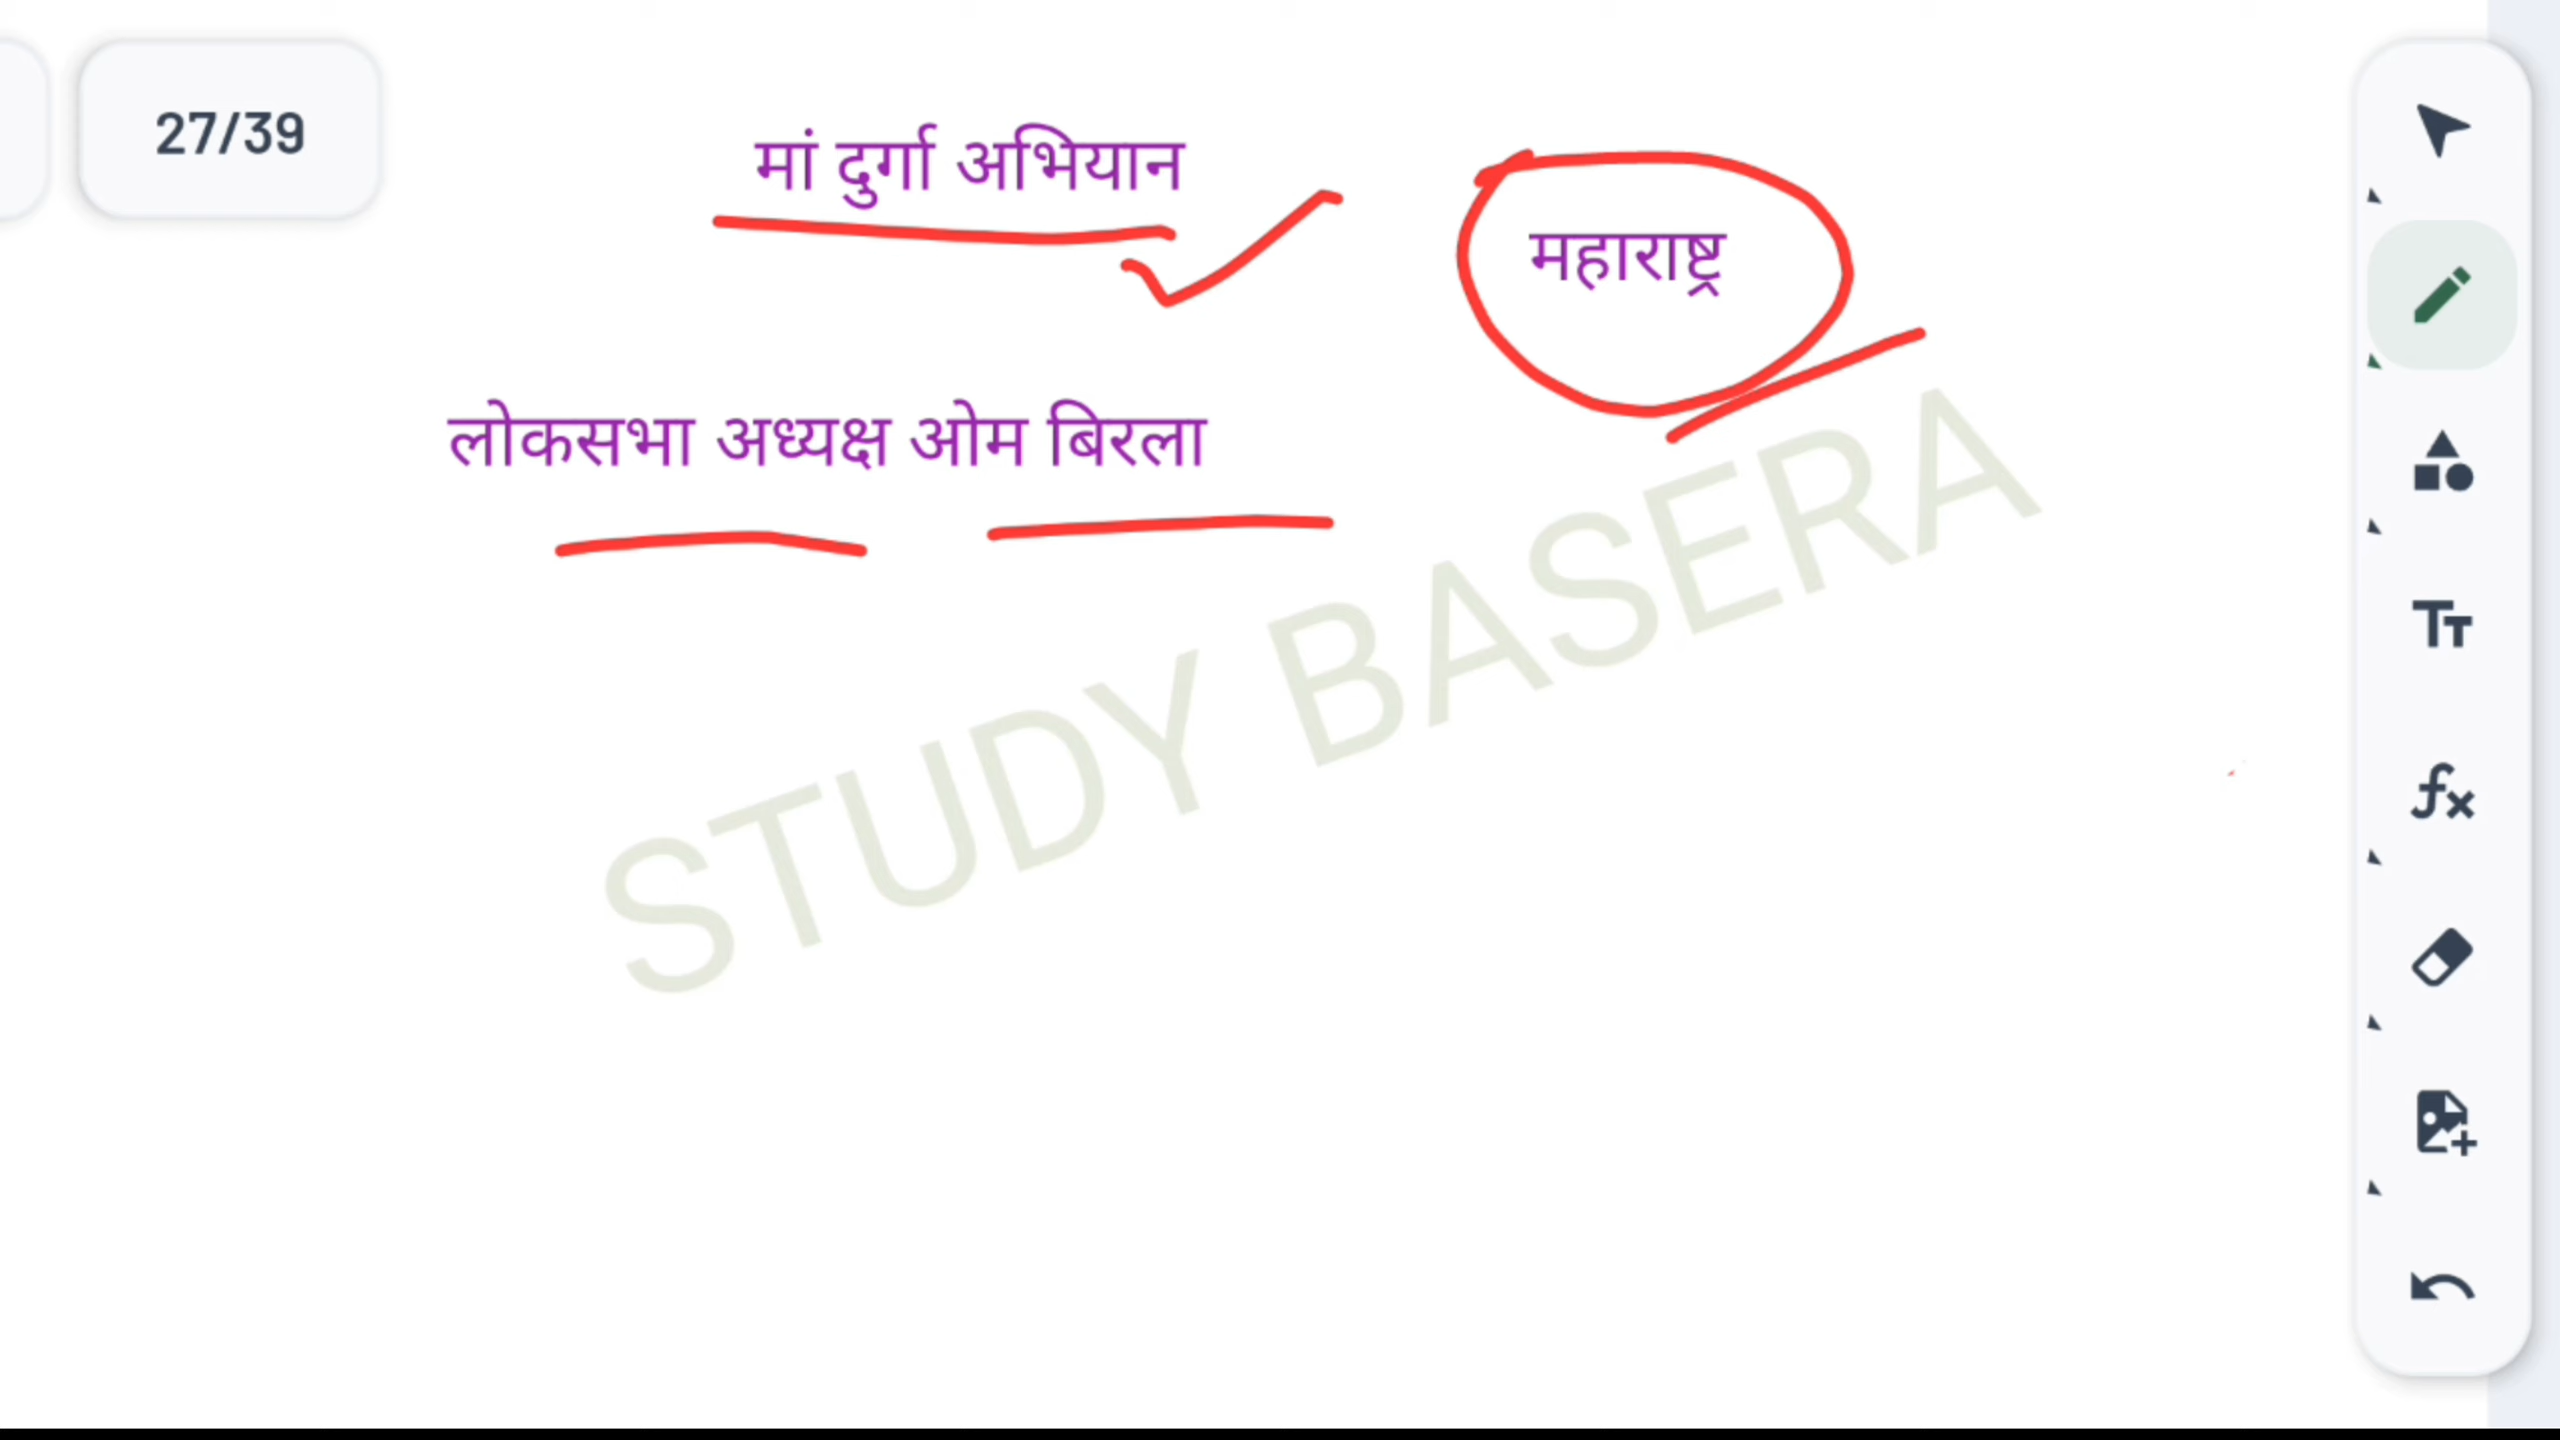 27/39
मां दुर्गा अभियान
महाराष्ट्र
लोकसभा अध्यक्ष ओम बिरला
STUDY BASERA